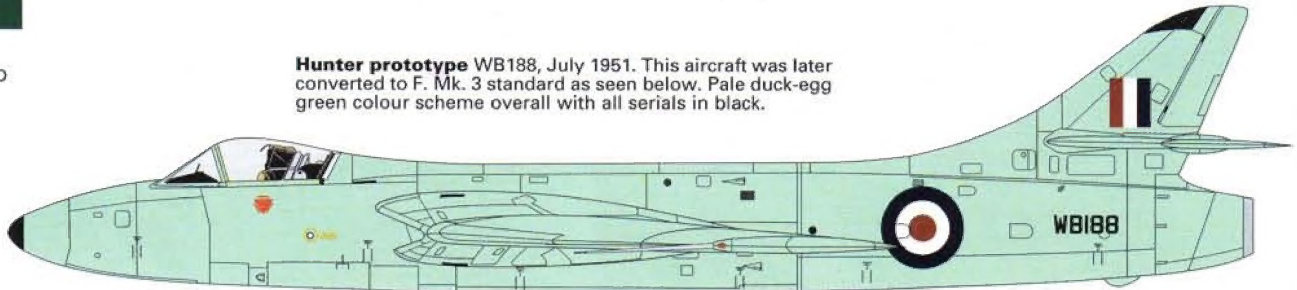 Hunter prototype WB188, July 1951. This aircraft was later
converted to F. Mk. 3 standard as seen below. Pale duck-egg
green colour scheme overall with all serials in black.
WB188